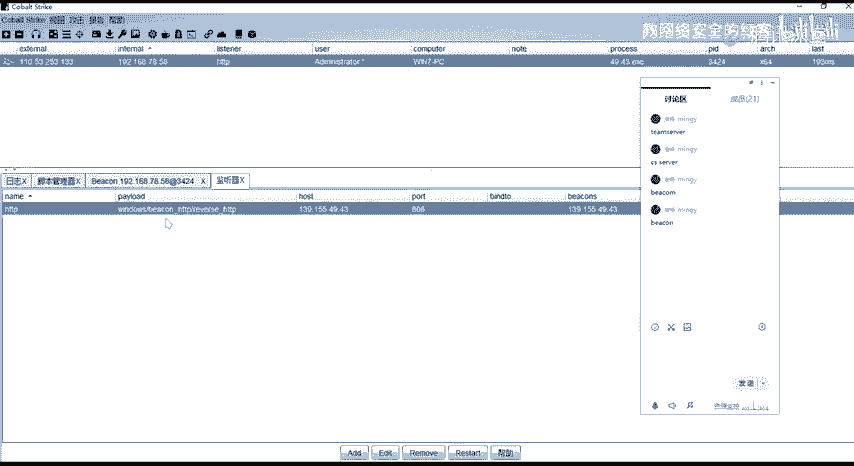 Cobalt Strike
Cobalt Strike 视图 攻击 报告 帮助
external internal listener user computer note process pid arch last
110.53.253.133 192.168.78.58 http Administrator * WIN7-PC 49.43.exe 3424 x64 193ms
讨论区 成员(21)
mingy
teamserver
mingy
cs server
mingy
beacom
mingy
beacon
发送
日志X 脚本管理器X Beacon 192.168.78.58@3424 X 监听器X
name payload host port bindto beacons
http windows/beacon_http/reverse_http 139.155.49.43 806 139.155.49.43
Add Edit Remove Restart 帮助